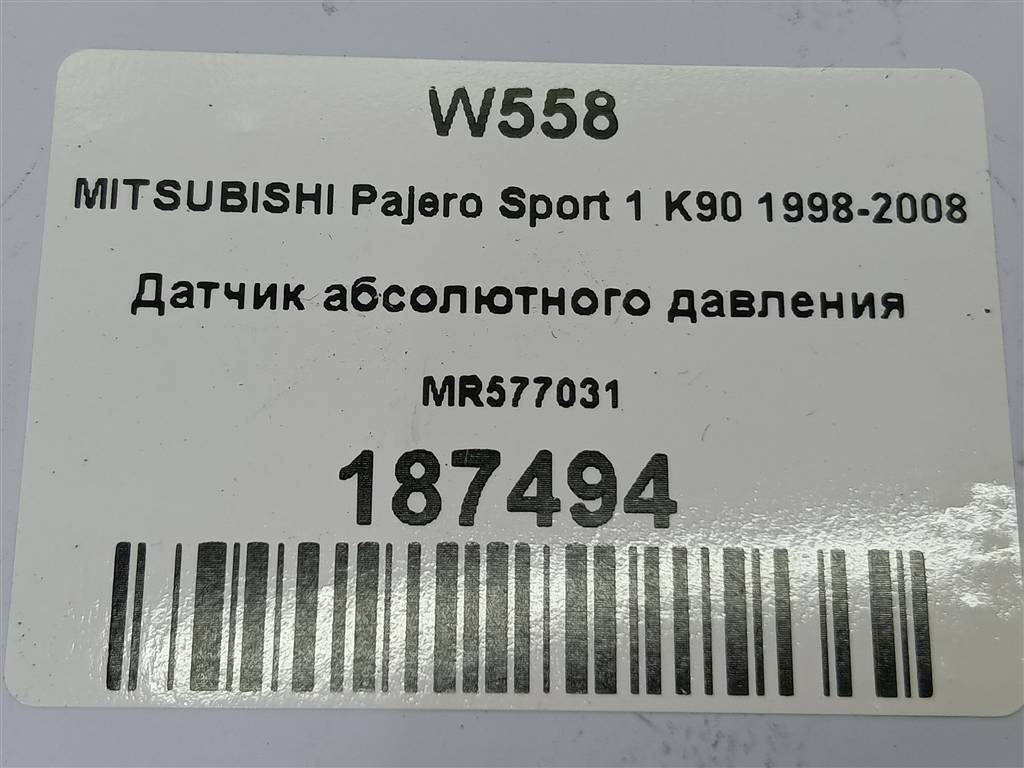 W558
MITSUBISHI Pajero Sport 1 K90 1998-2008
Датчик абсолютного давления
MR577031
187494